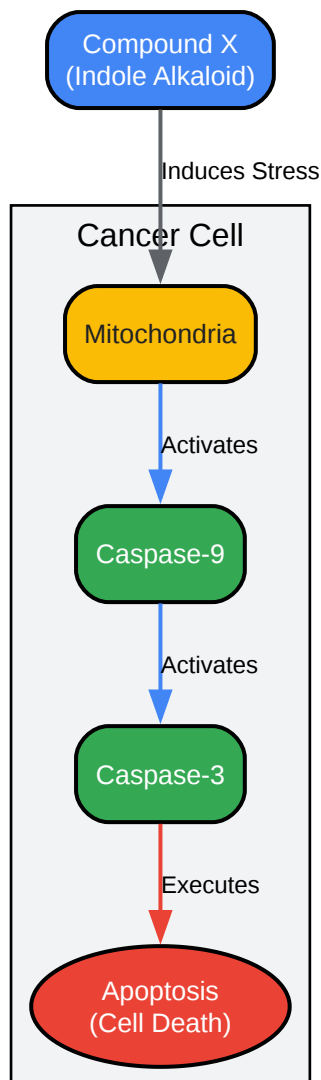 Compound X
(Indole Alkaloid)
Induces Stress
Cancer Cell
Mitochondria
Activates
Caspase-9
Activates
Caspase-3
Executes
Apoptosis
(Cell Death)